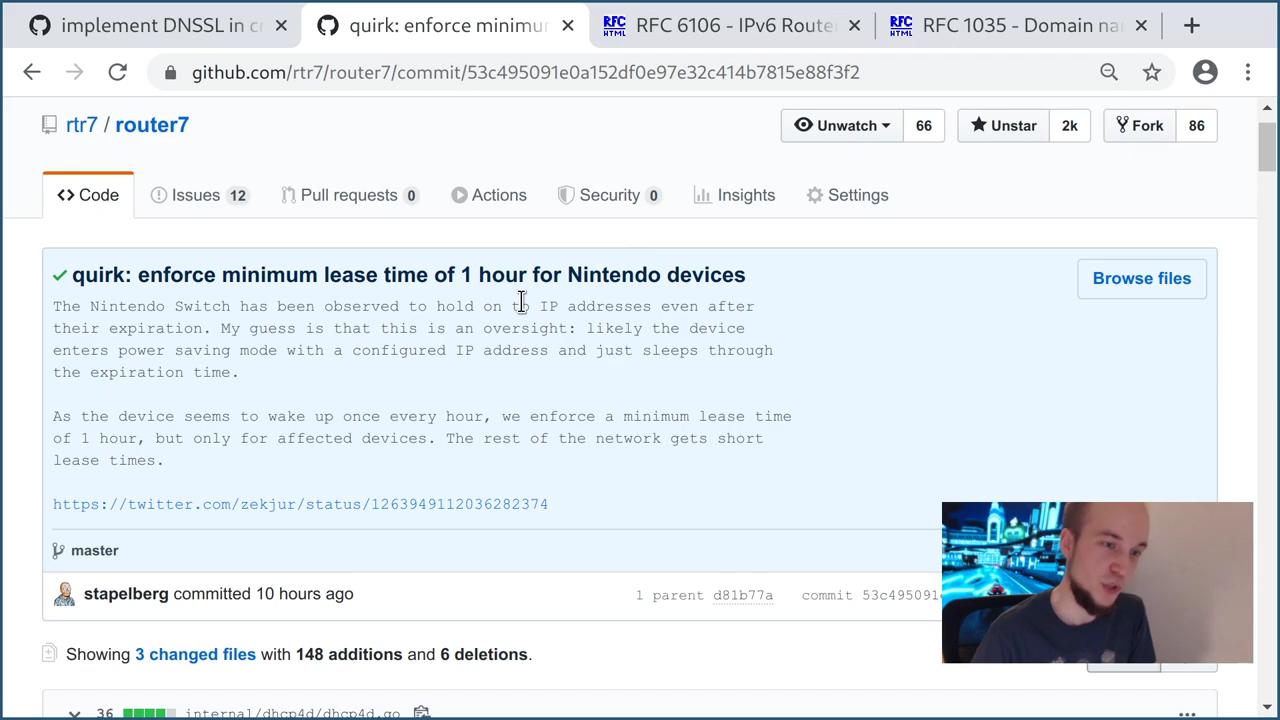 implement DNSSL in cr
quirk: enforce minimum
RFC HTML RFC 6106 - IPv6 Route
RFC HTML RFC 1035 - Domain na
github.com/rtr7/router7/commit/53c495091e0a152df0e97e32c414b7815e88f3f2
rtr7 / router7
Unwatch 66
Unstar 2k
Fork 86
<> Code
Issues 12
Pull requests 0
Actions
Security 0
Insights
Settings
quirk: enforce minimum lease time of 1 hour for Nintendo devices
Browse files
The Nintendo Switch has been observed to hold on to IP addresses even after
their expiration. My guess is that this is an oversight: likely the device
enters power saving mode with a configured IP address and just sleeps through
the expiration time.
As the device seems to wake up once every hour, we enforce a minimum lease time
of 1 hour, but only for affected devices. The rest of the network gets short
lease times.
https://twitter.com/zekjur/status/1263949112036282374
master
stapelberg committed 10 hours ago
1 parent d81b77a
commit 53c495091
Showing 3 changed files with 148 additions and 6 deletions.
36 internal/dhcp4d/dhcp4d.go